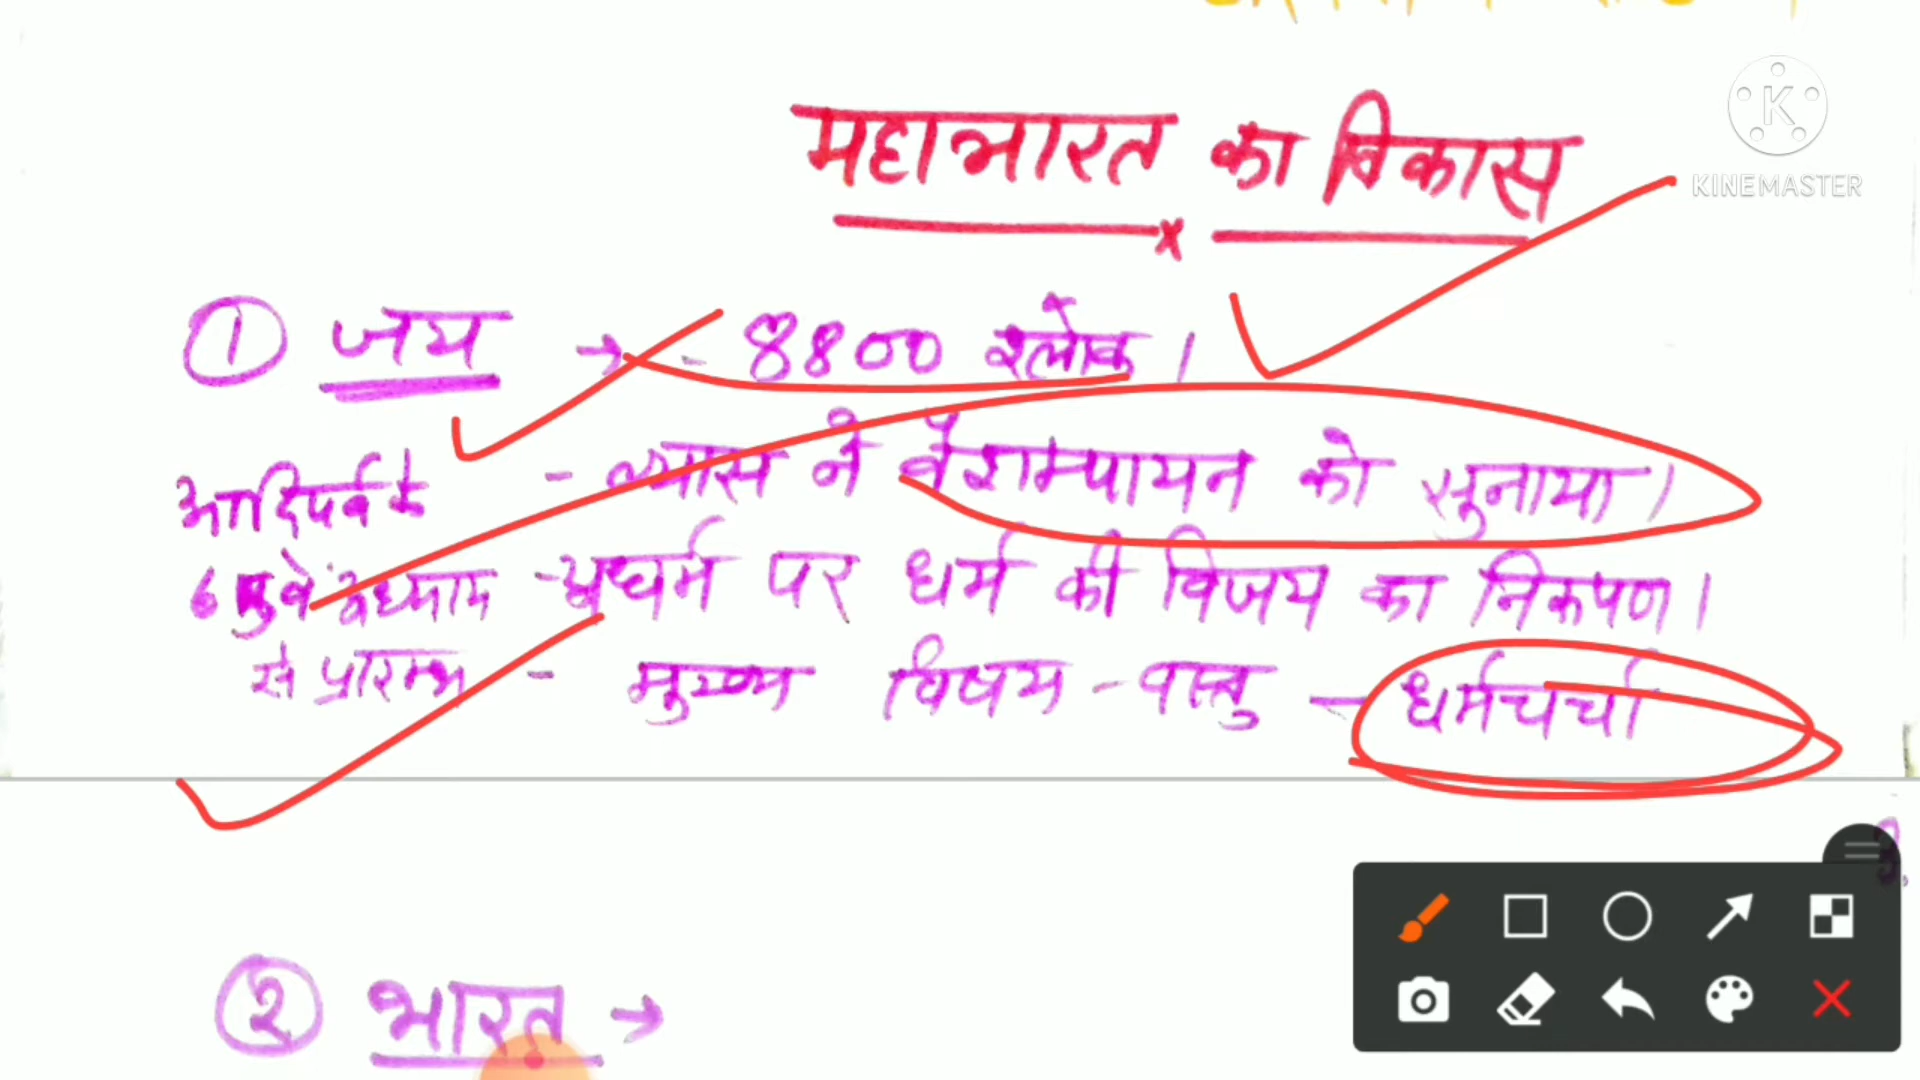 महाभारत का विकास
KINEMASTER
① जय → - 8800 श्लोक।
- व्यास ने वैशम्पायन को सुनाया।
- अधर्म पर धर्म की विजय का निरूपण।
- मुख्य विषय-वस्तु - धर्मचर्चा
आदिपर्व के
वें अध्याय
से प्रारम्भ
② भारत →